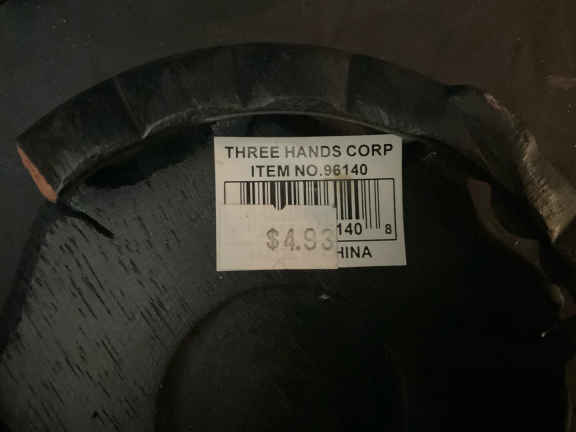 THREE HANDS CORP
ITEM NO.96140
140 8
$4.93
HINA